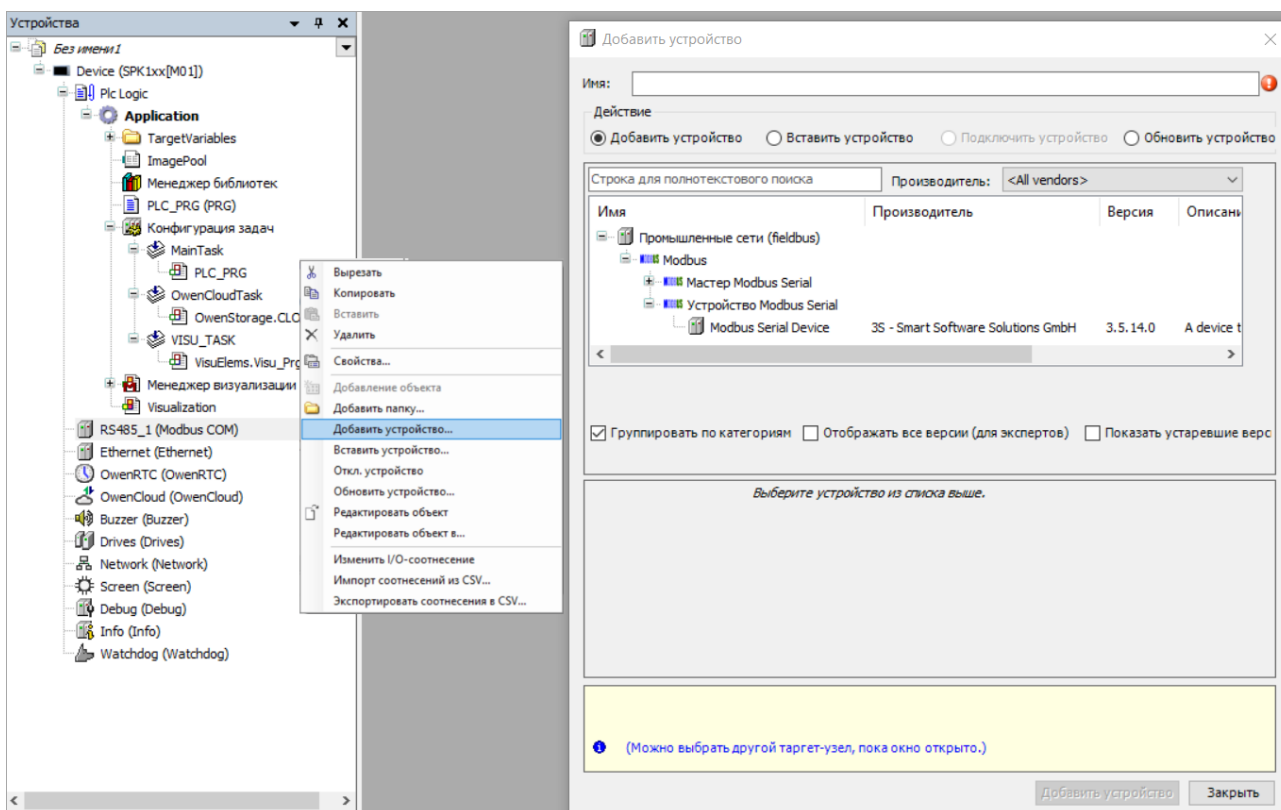 Устройства
Без имени1
Device (SPK1xx[M01])
Plc Logic
Application
TargetVariables
ImagePool
Менеджер библиотек
PLC_PRG (PRG)
Конфигурация задач
MainTask
PLC_PRG
OwenCloudTask
OwenStorage.CLO
VISU_TASK
VisuElems.Visu_Prg
Менеджер визуализации
Visualization
RS485_1 (Modbus COM)
Ethernet (Ethernet)
OwenRTC (OwenRTC)
OwenCloud (OwenCloud)
Buzzer (Buzzer)
Drives (Drives)
Network (Network)
Screen (Screen)
Debug (Debug)
Info (Info)
Watchdog (Watchdog)
Вырезать
Копировать
Вставить
Удалить
Свойства...
Добавление объекта
Добавить папку...
Добавить устройство...
Вставить устройство...
Откл. устройство
Обновить устройство...
Редактировать объект
Редактировать объект в...
Изменить I/O-соотнесение
Импорт соотнесений из CSV...
Экспортировать соотнесения в CSV...
Добавить устройство
Имя:
Действие
Добавить устройство Вставить устройство Подключить устройство Обновить устройство
Строка для полнотекстового поиска Производитель: <All vendors>
Имя Производитель Версия Описани
Промышленные сети (fieldbus)
Modbus
Мастер Modbus Serial
Устройство Modbus Serial
Modbus Serial Device 3S - Smart Software Solutions GmbH 3.5.14.0 A device t
Группировать по категориям Отображать все версии (для экспертов) Показать устаревшие верс
Выберите устройство из списка выше.
(Можно выбрать другой таргет-узел, пока окно открыто.)
Добавить устройство Закрыть